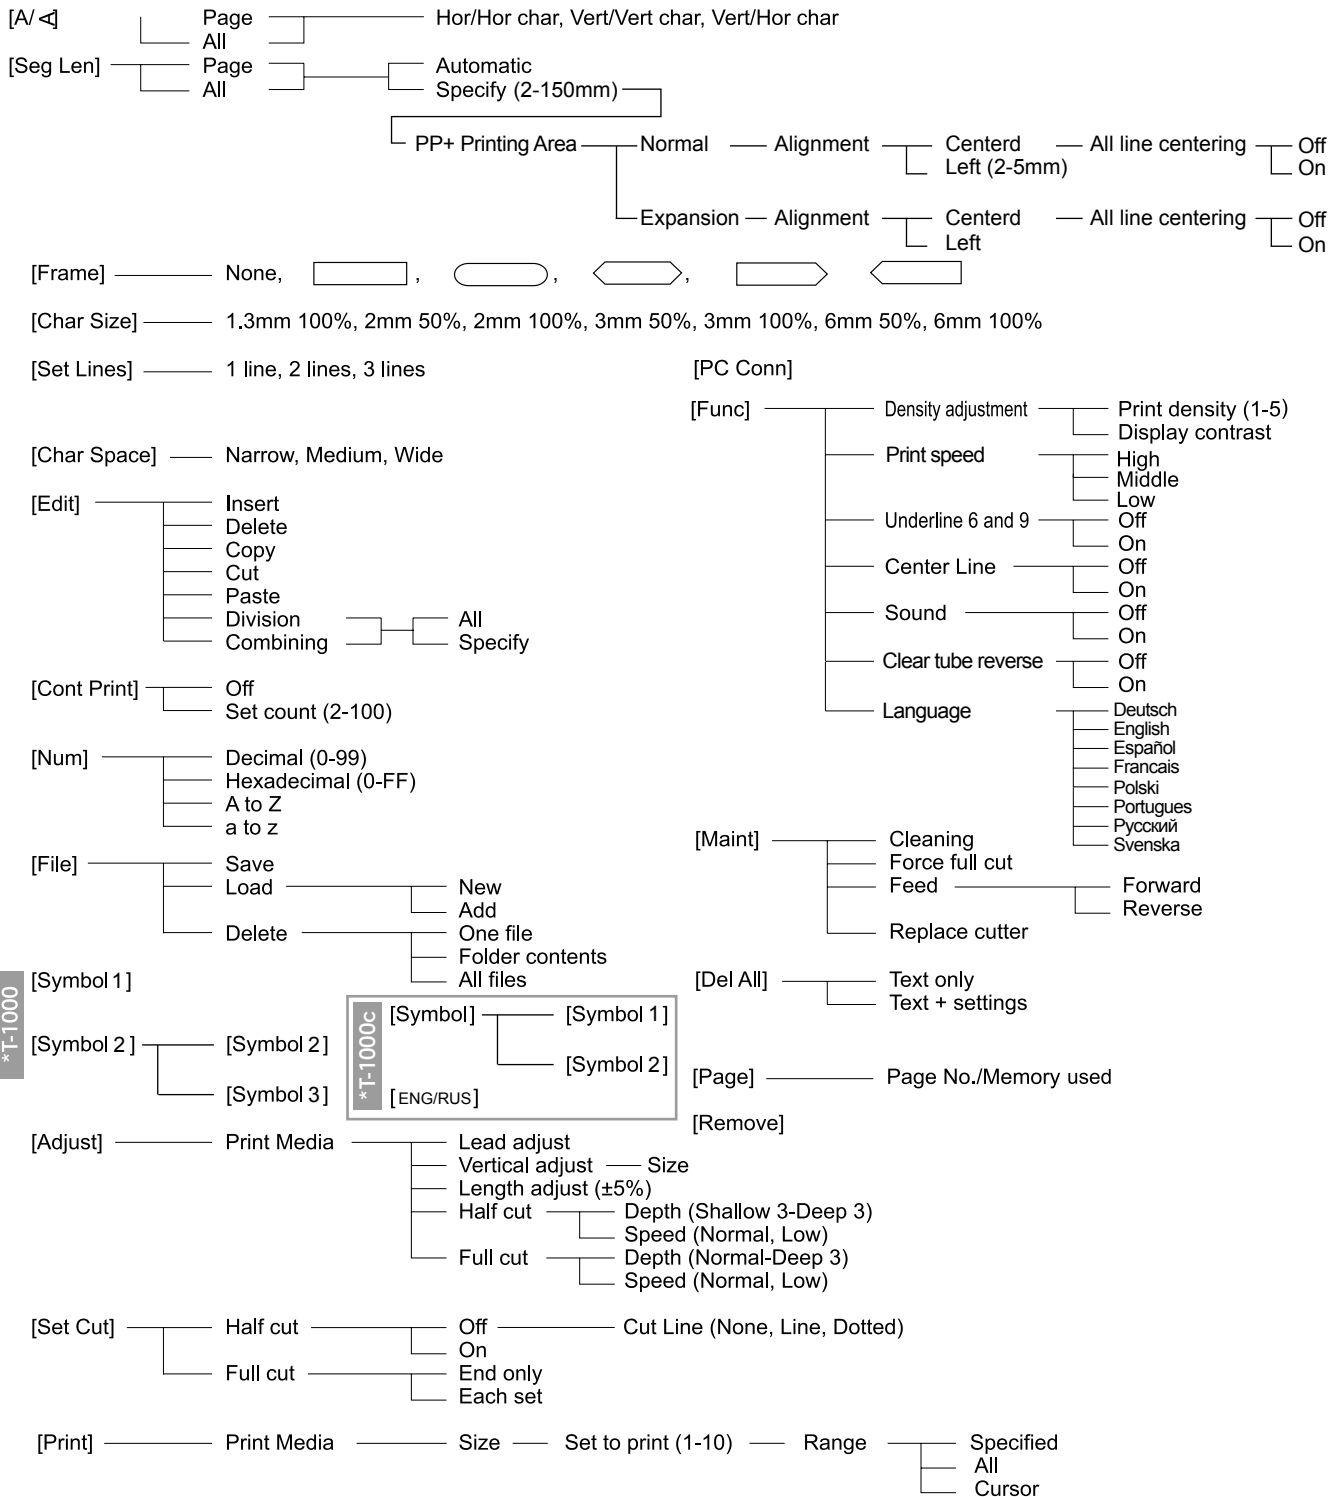 [A/ ∢] Page Hor/Hor char, Vert/Vert char, Vert/Hor char
All
[Seg Len] Page Automatic
All Specify (2-150mm)
PP+ Printing Area Normal Alignment Centerd All line centering Off
Left (2-5mm) On
Expansion Alignment Centerd All line centering Off
Left On
[Frame] None, , , ,
[Char Size] 1.3mm 100%, 2mm 50%, 2mm 100%, 3mm 50%, 3mm 100%, 6mm 50%, 6mm 100%
[Set Lines] 1 line, 2 lines, 3 lines
[Char Space] Narrow, Medium, Wide
[Edit] Insert
Delete
Copy
Cut
Paste
Division All
Combining Specify
[Cont Print] Off
Set count (2-100)
[Num] Decimal (0-99)
Hexadecimal (0-FF)
A to Z
a to z
[File] Save
Load New
Add
Delete One file
Folder contents
All files
*T-1000
[Symbol 1]
[Symbol 2] [Symbol 2]
[Symbol 3]
*T-1000c
[Symbol] [Symbol 1]
[Symbol 2]
[ENG/RUS]
[PC Conn]
[Func] Density adjustment Print density (1-5)
Display contrast
Print speed High
Middle
Low
Underline 6 and 9 Off
On
Center Line Off
On
Sound Off
On
Clear tube reverse Off
On
Language Deutsch
English
Español
Francais
Polski
Portugues
Русский
Svenska
[Maint] Cleaning
Force full cut
Feed Forward
Reverse
Replace cutter
[Del All] Text only
Text + settings
[Page] Page No./Memory used
[Remove]
[Adjust] Print Media Lead adjust
Vertical adjust Size
Length adjust (±5%)
Half cut Depth (Shallow 3-Deep 3)
Speed (Normal, Low)
Full cut Depth (Normal-Deep 3)
Speed (Normal, Low)
[Set Cut] Half cut Off Cut Line (None, Line, Dotted)
On
Full cut End only
Each set
[Print] Print Media Size Set to print (1-10) Range Specified
All
Cursor